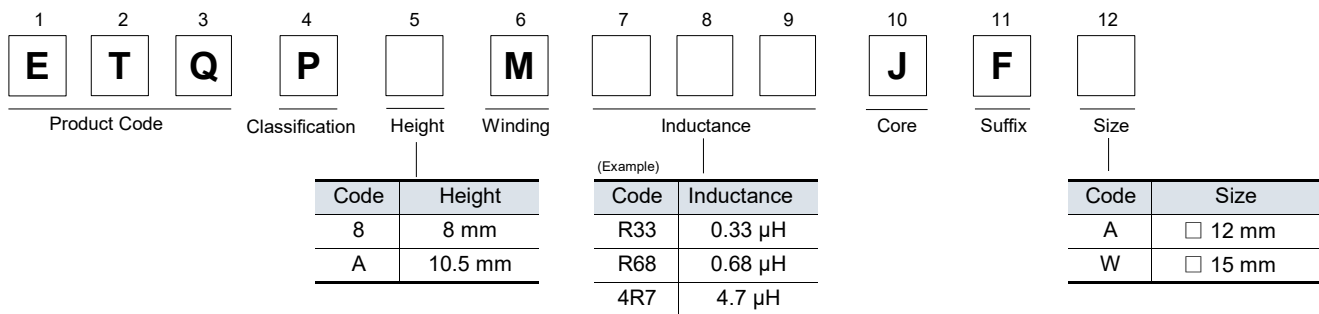 1 2 3 4 5 6 7 8 9 10 11 12
E T Q P M J F
Product Code Classification Height Winding Inductance Core Suffix Size
(Example)
Code Height Code Inductance Code Size
8 8 mm R33 0.33 µH A □ 12 mm
A 10.5 mm R68 0.68 µH W □ 15 mm
4R7 4.7 µH